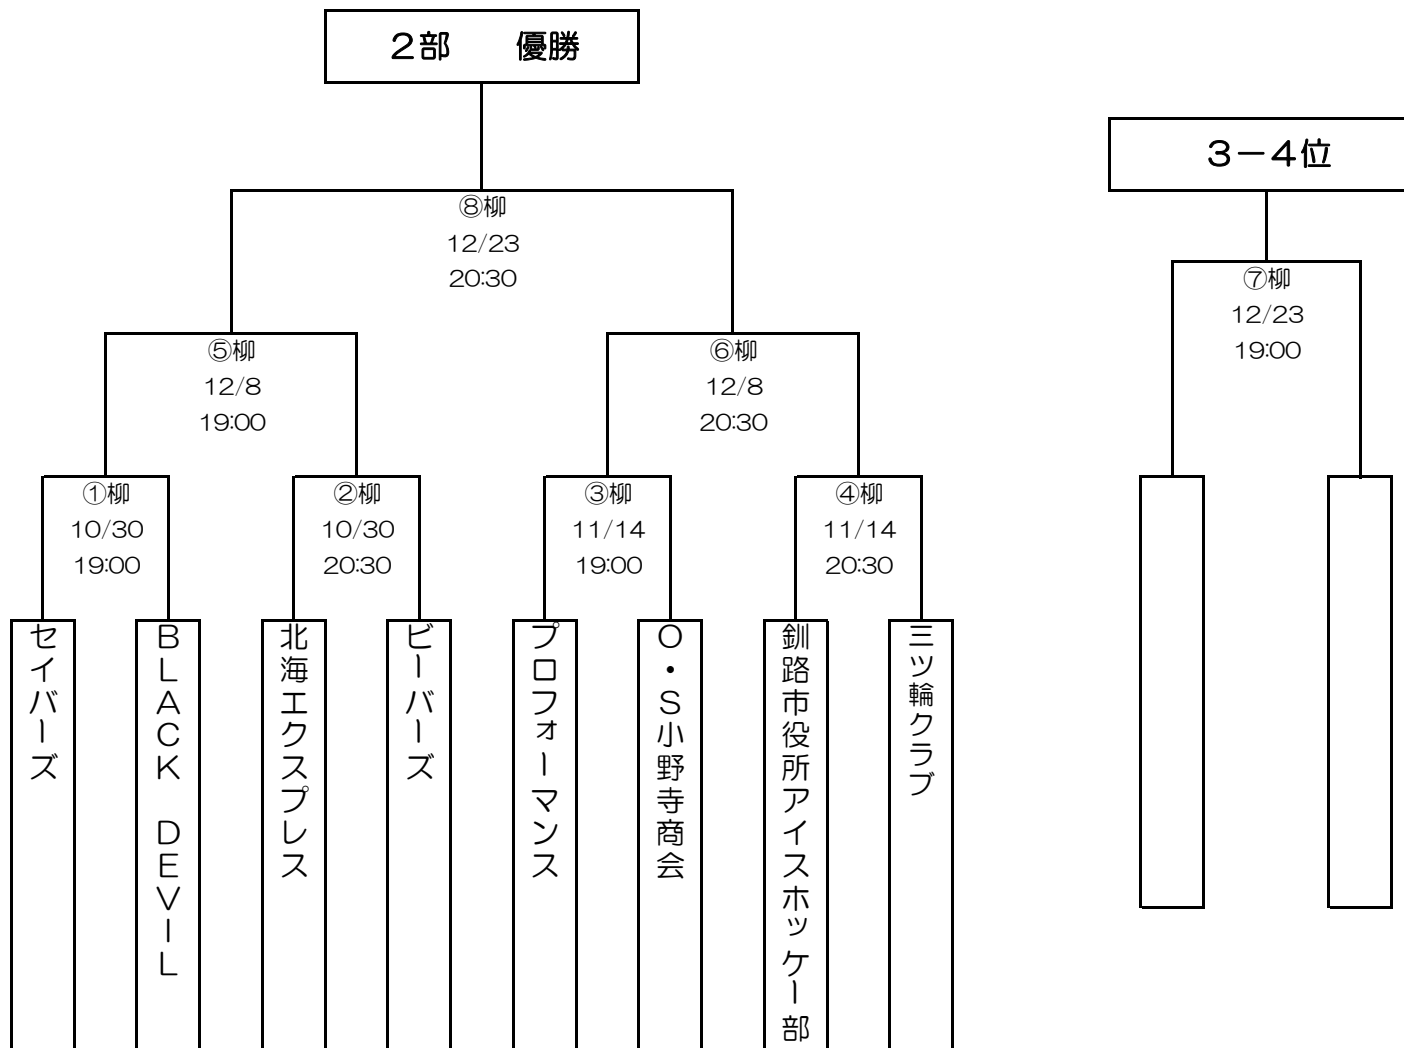 2部　優勝
3－4位
⑧柳
12/23
20:30
⑦柳
12/23
19:00
⑤柳
12/8
19:00
⑥柳
12/8
20:30
①柳
10/30
19:00
②柳
10/30
20:30
③柳
11/14
19:00
④柳
11/14
20:30
セイバーズ
BLACK　DEVIL
北海エクスプレス
ビーバーズ
プロフォーマンス
O・S小野寺商会
釧路市役所アイスホッケー部
三ツ輪クラブ